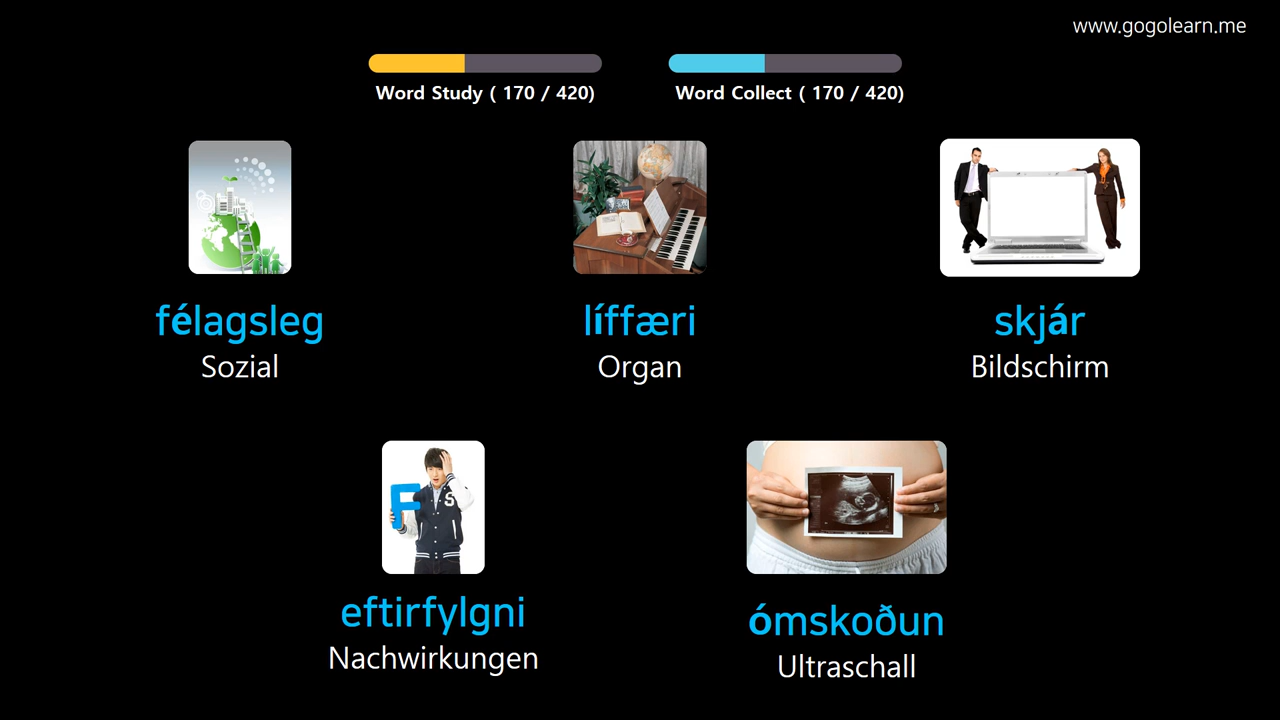 www.gogolearn.me
Word Study ( 170 / 420)
Word Collect ( 170 / 420)
félagsleg
Sozial
líffæri
Organ
skjár
Bildschirm
F
S
eftirfylgni
Nachwirkungen
ómskoðun
Ultraschall